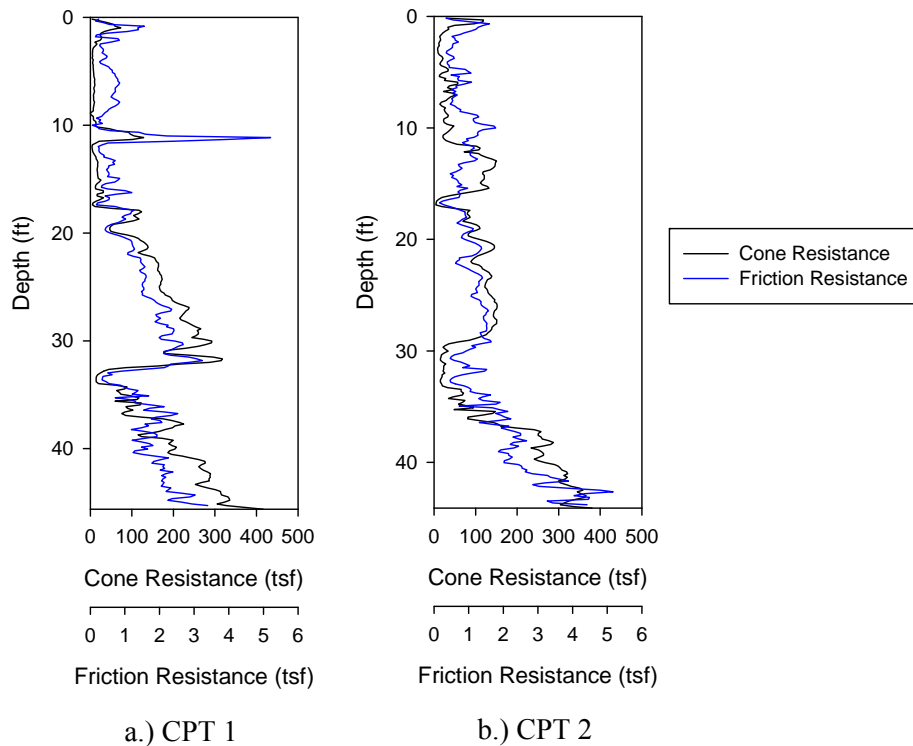 0
10
20
30
40
Depth (ft)
0 100 200 300 400 500
Cone Resistance (tsf)
0 1 2 3 4 5 6
Friction Resistance (tsf)
a.) CPT 1
0
10
20
30
40
Depth (ft)
0 100 200 300 400 500
Cone Resistance (tsf)
0 1 2 3 4 5 6
Friction Resistance (tsf)
b.) CPT 2
Cone Resistance
Friction Resistance